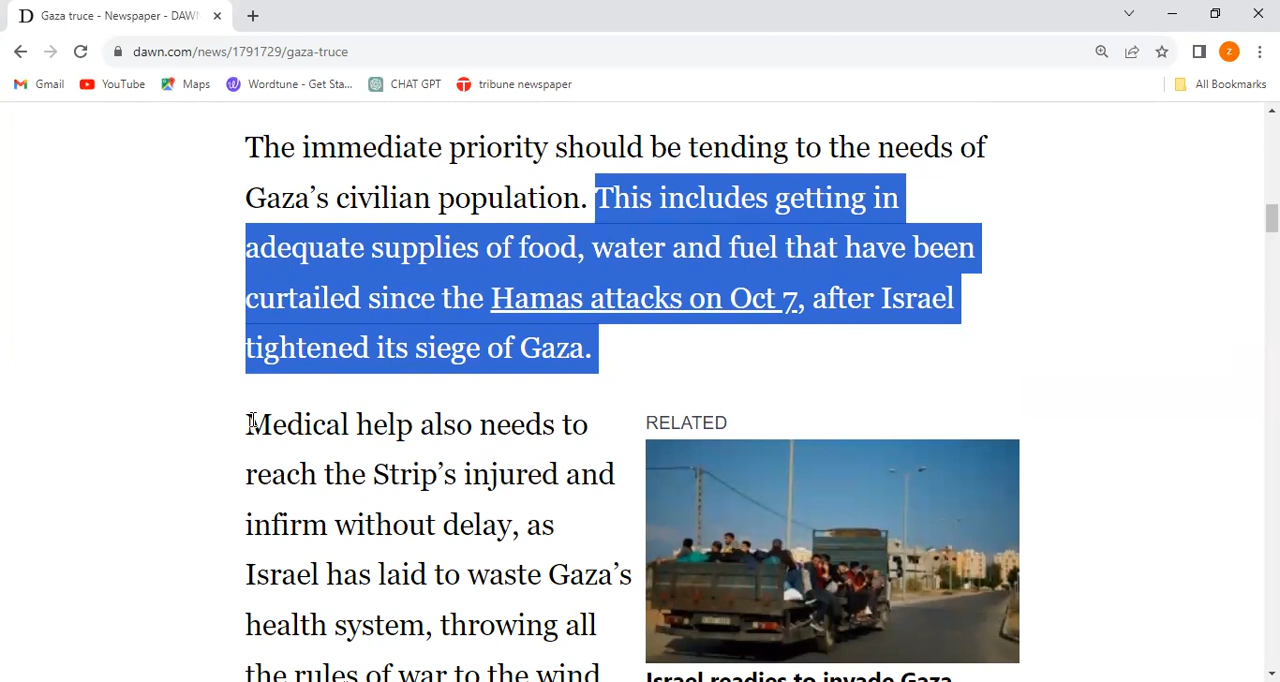 D Gaza truce - Newspaper - DAWN
dawn.com/news/1791729/gaza-truce
z
Gmail
YouTube
Maps
Wordtune - Get Sta...
CHAT GPT
tribune newspaper
All Bookmarks
The immediate priority should be tending to the needs of
Gaza’s civilian population. This includes getting in
adequate supplies of food, water and fuel that have been
curtailed since the Hamas attacks on Oct 7, after Israel
tightened its siege of Gaza.
Medical help also needs to
reach the Strip’s injured and
infirm without delay, as
Israel has laid to waste Gaza’s
health system, throwing all
the rules of war to the wind
RELATED
Israel readies to invade Gaza